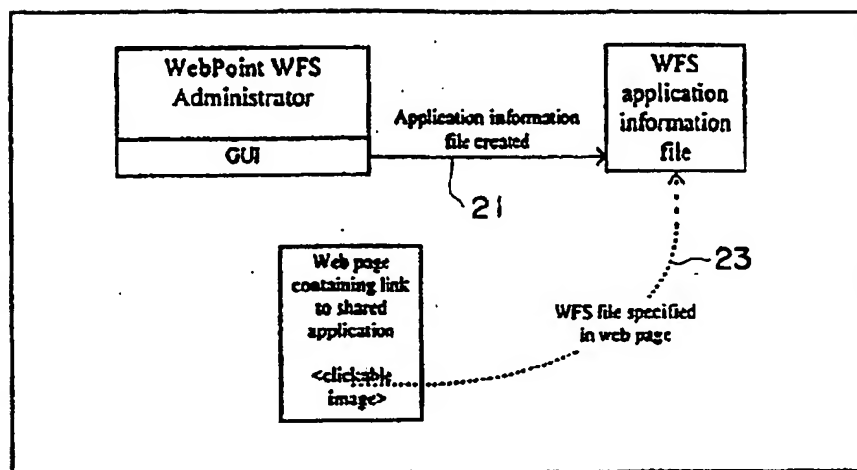 WebPoint WFS
Administrator
GUI
Application information
file created
21
WFS
application
information
file
23
Web page
containing link
to shared
application
<clickable
image>
WFS file specified
in web page